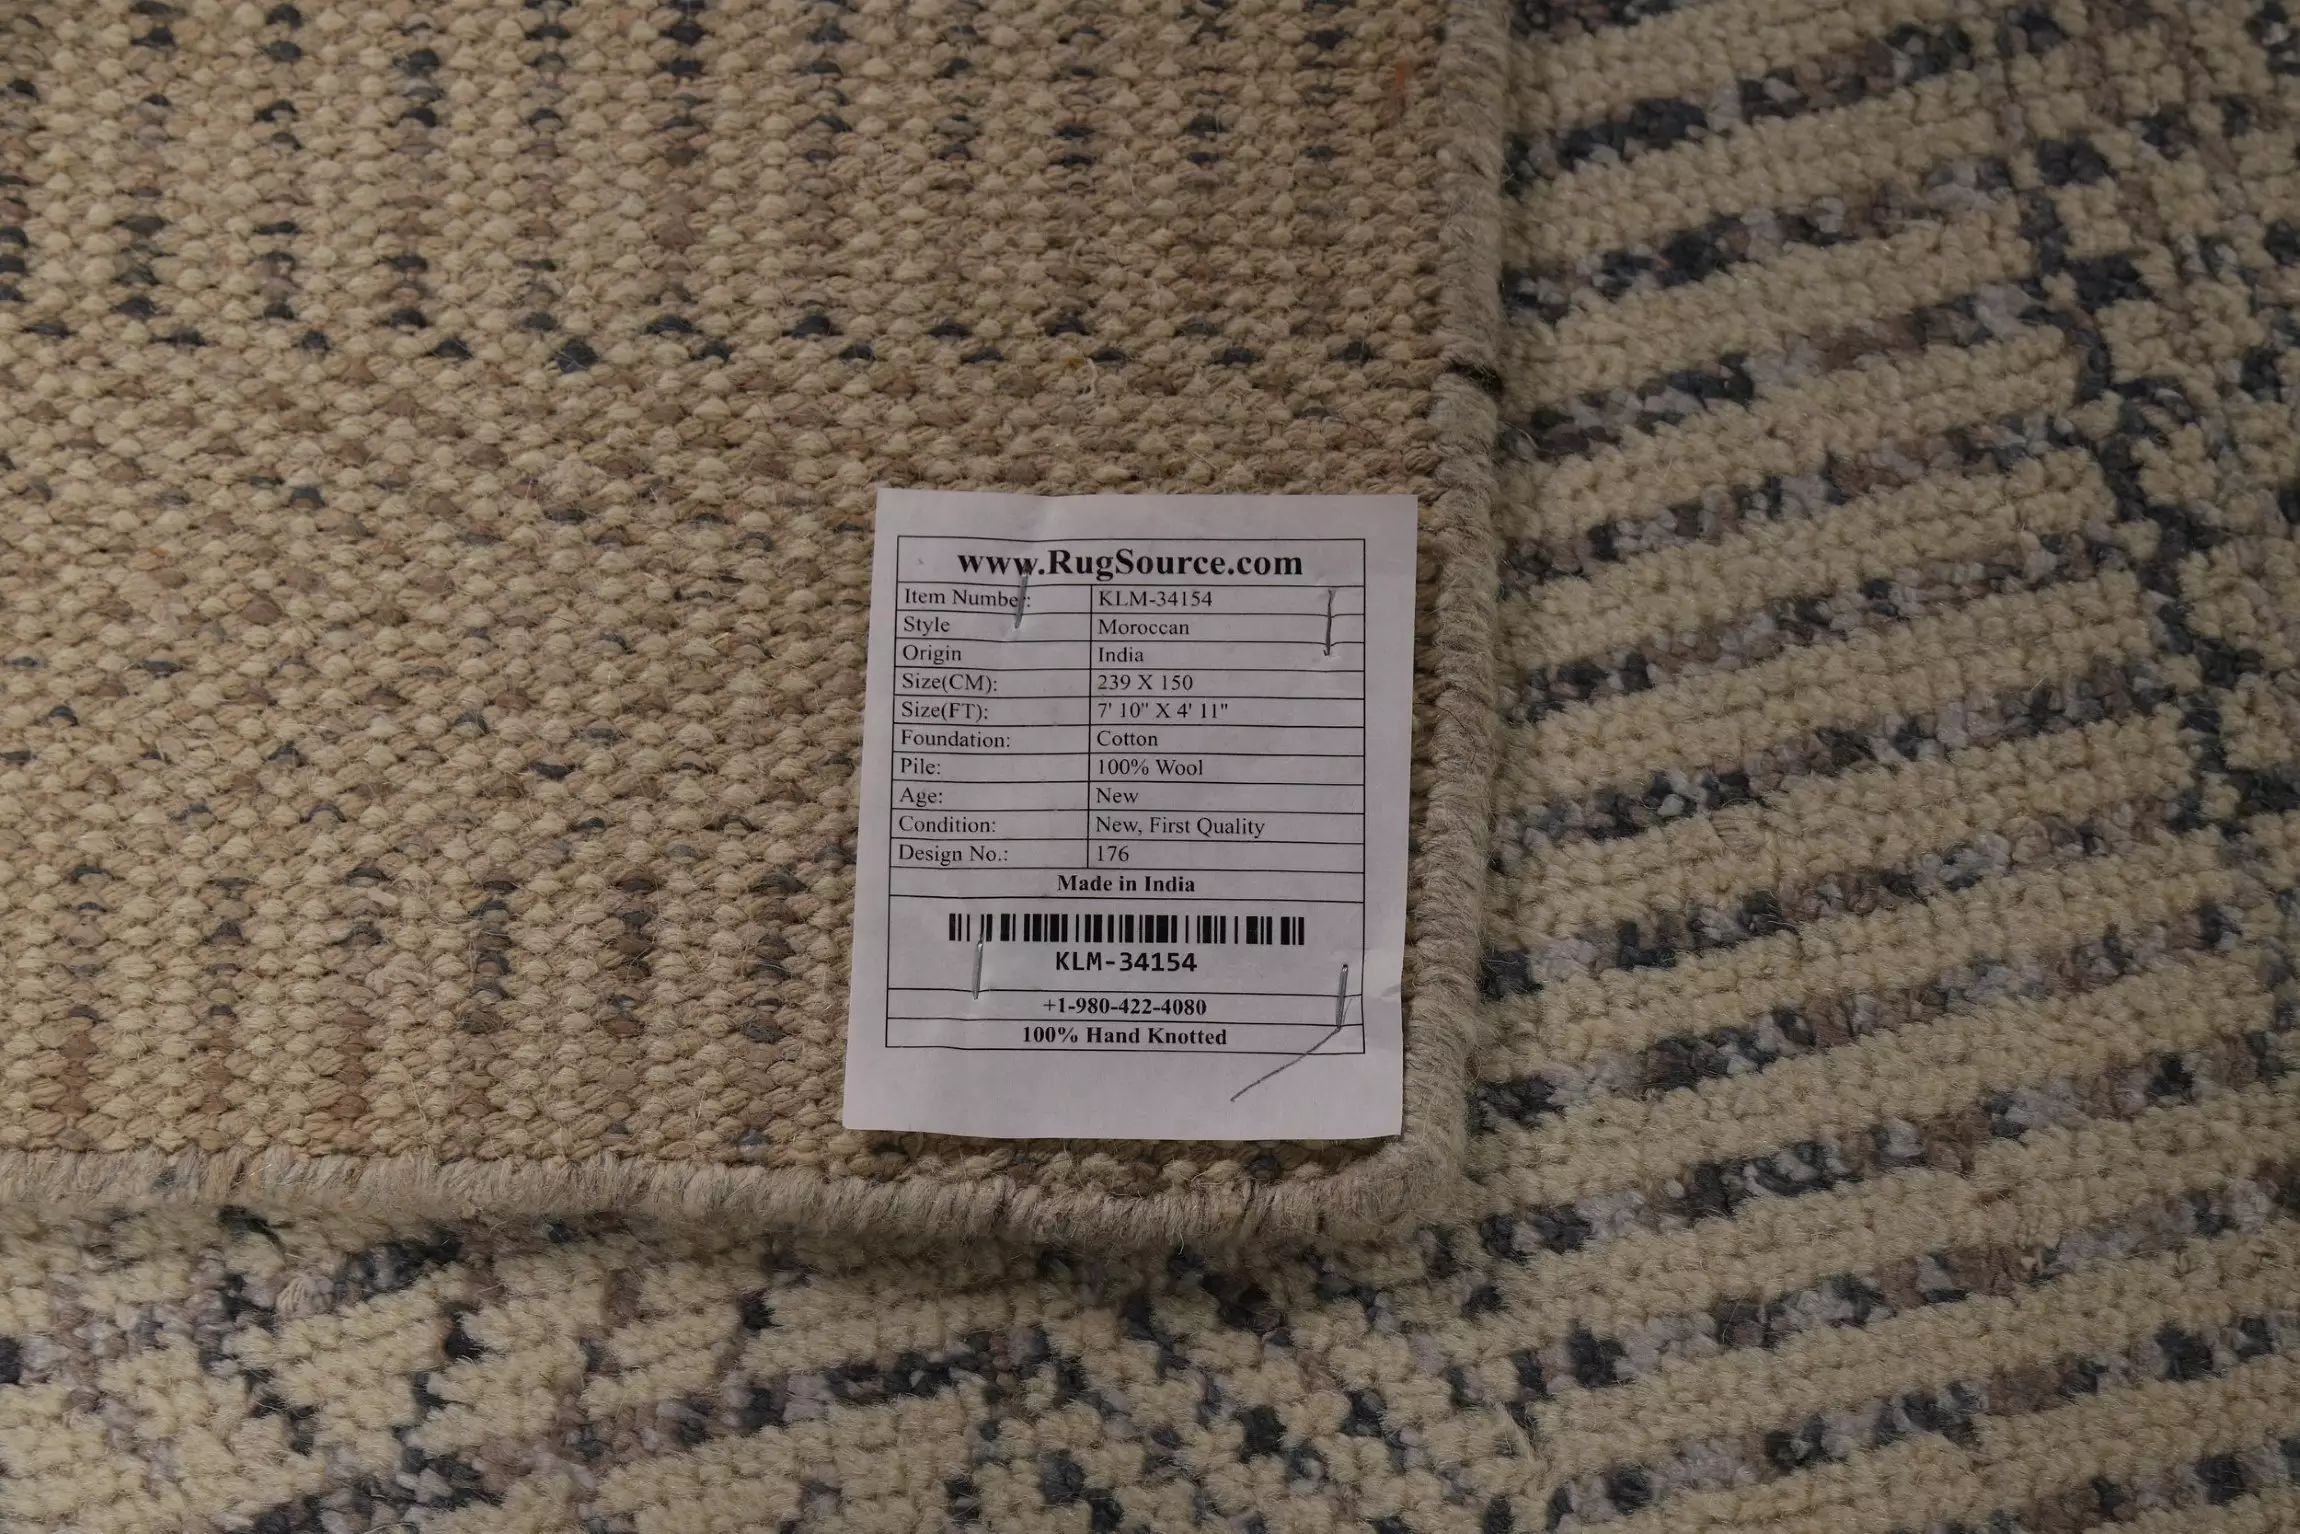 www.RugSource.com
Item Number: KLM-34154
Style Moroccan
Origin India
Size(CM): 239 X 150
Size(FT): 7' 10" X 4' 11"
Foundation: Cotton
Pile: 100% Wool
Age: New
Condition: New, First Quality
Design No.: 176
Made in India
KLM-34154
+1-980-422-4080
100% Hand Knotted